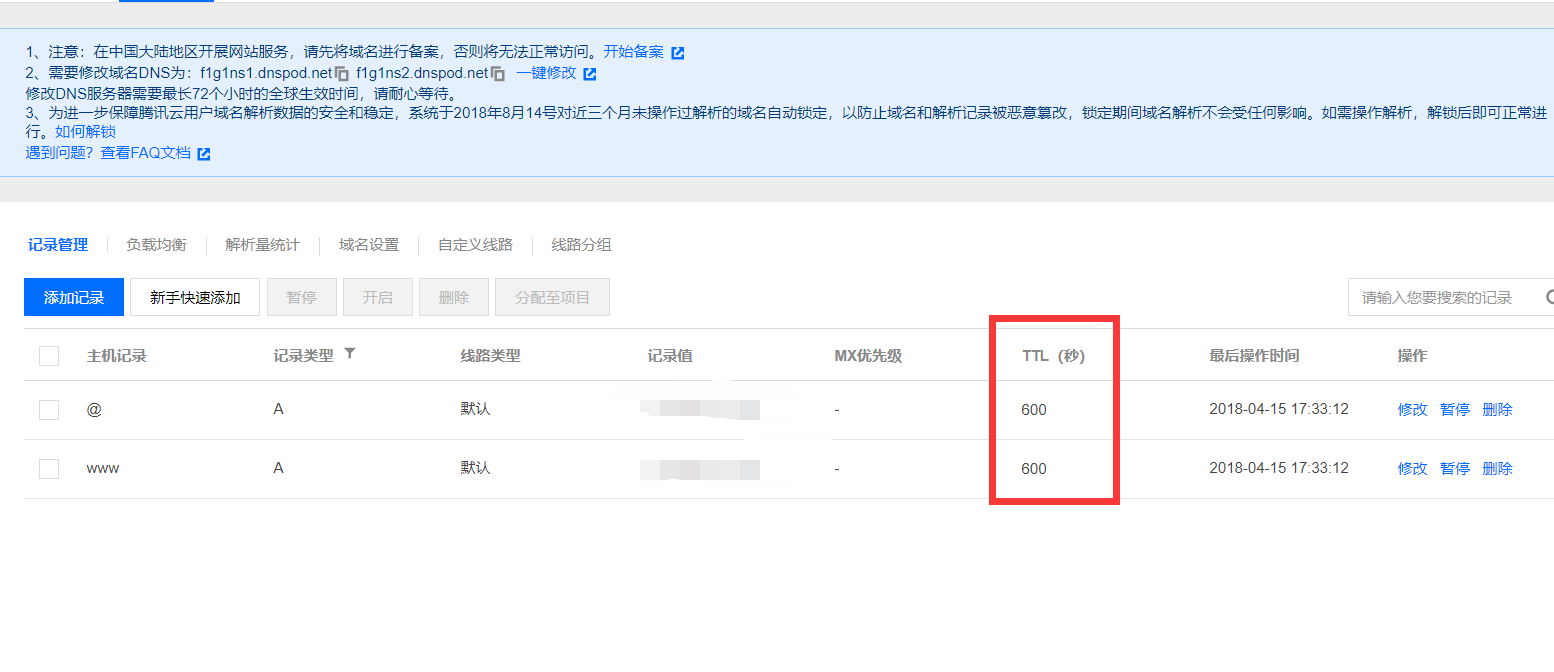 1、注意：在中国大陆地区开展网站服务，请先将域名进行备案，否则将无法正常访问。开始备案
2、需要修改域名DNS为：f1g1ns1.dnspod.net f1g1ns2.dnspod.net 一键修改
修改DNS服务器需要最长72个小时的全球生效时间，请耐心等待。
3、为进一步保障腾讯云用户域名解析数据的安全和稳定，系统于2018年8月14号对近三个月未操作过解析的域名自动锁定，以防止域名和解析记录被恶意篡改，锁定期间域名解析不会受任何影响。如需操作解析，解锁后即可正常进
行。如何解锁
遇到问题？查看FAQ文档
记录管理 负载均衡 解析量统计 域名设置 自定义线路 线路分组
添加记录 新手快速添加 暂停 开启 删除 分配至项目 请输入您要搜索的记录
主机记录 记录类型 线路类型 记录值 MX优先级 TTL（秒） 最后操作时间 操作
@ A 默认 - 600 2018-04-15 17:33:12 修改 暂停 删除
www A 默认 - 600 2018-04-15 17:33:12 修改 暂停 删除